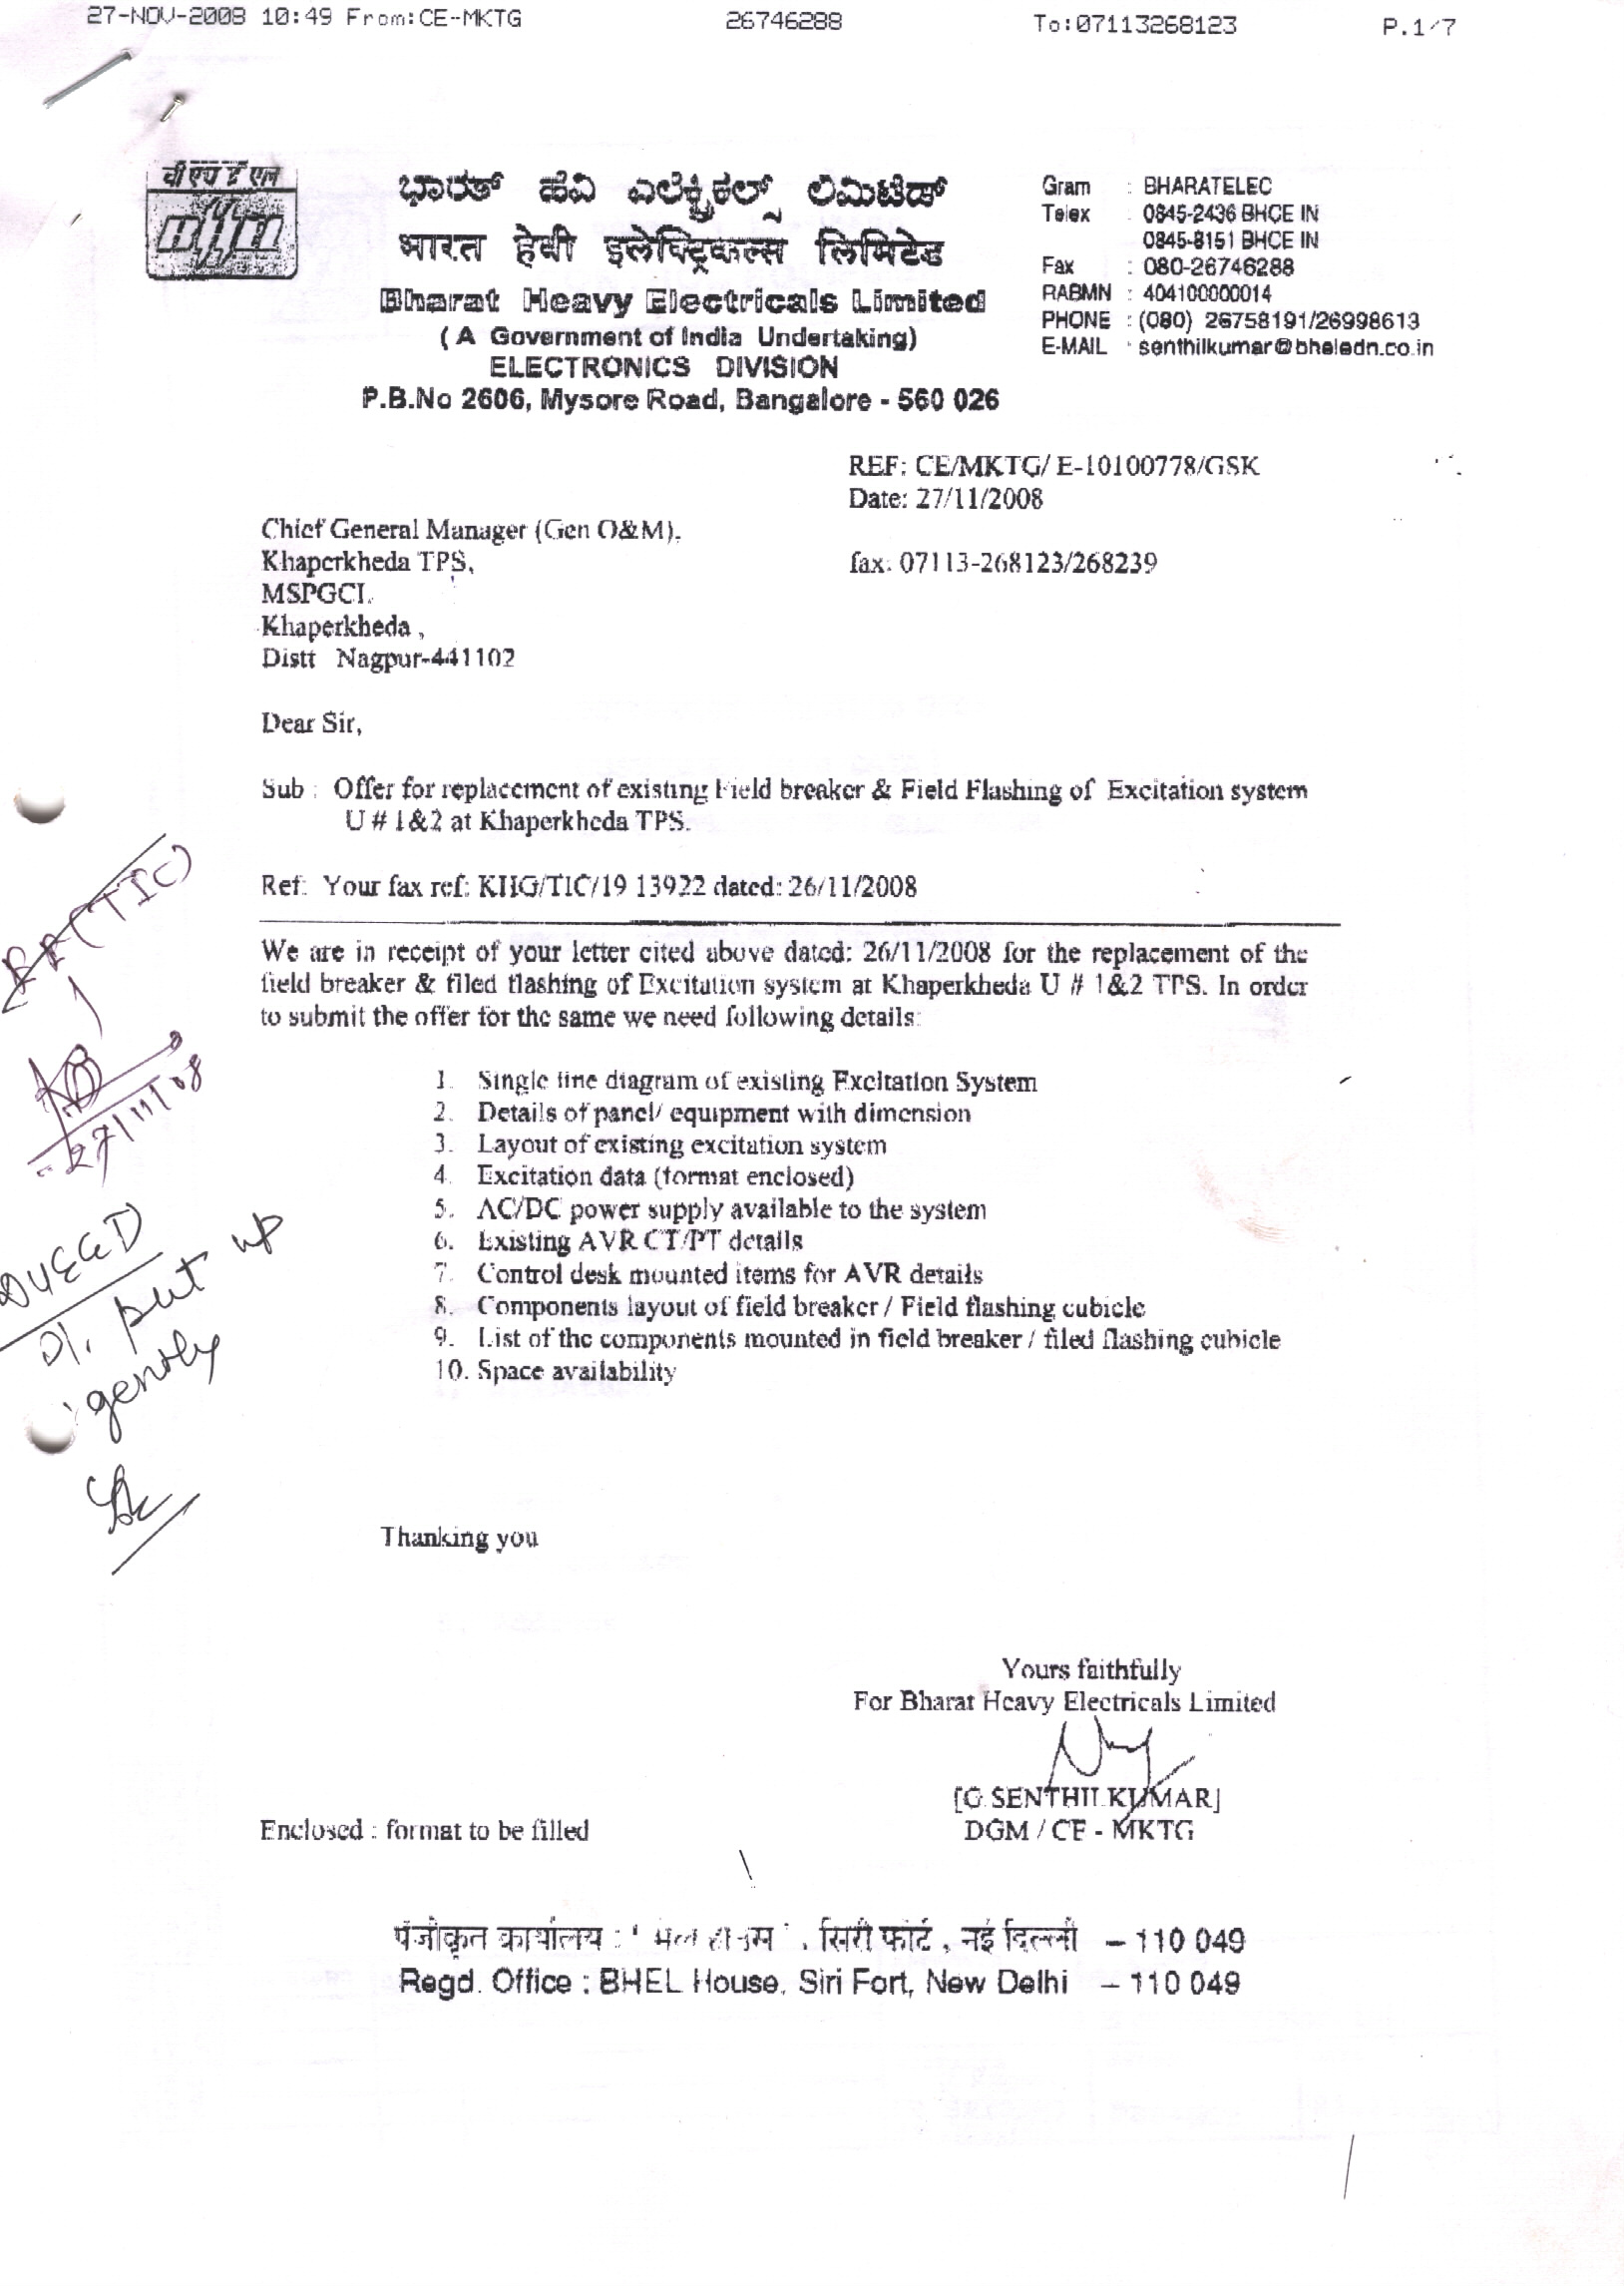 27-NOV-2008 10:49 From:CE-MKTG 26746288 To:07113268123 P.1/7
बी एच ई एल
ಭಾರತ್ ಹೆವಿ ಎಲೆಕ್ಟ್ರಿಕಲ್ಸ್ ಲಿಮಿಟೆಡ್
भारत हेवी इलेक्ट्रिकल्स लिमिटेड
Bharat Heavy Electricals Limited
(A Government of India Undertaking)
ELECTRONICS DIVISION
P.B.No 2606, Mysore Road, Bangalore - 560 026
Gram : BHARATELEC
Telex 0845-2436 BHCE IN
0845-8151 BHCE IN
Fax : 080-26746288
RABMN : 404100000014
PHONE : (080) 26758191/26998613
E-MAIL : senthilkumar@bheledn.co.in
REF: CE/MKTG/ E-10100778/GSK
Date: 27/11/2008
Chief General Manager (Gen O&M),
Khaperkheda TPS,
fax: 07113-268123/268239
MSPGCL
Khaperkheda ,
Distt Nagpur-441102
Dear Sir,
Sub : Offer for replacement of existing Field breaker & Field Flashing of Excitation system
U # 1&2 at Khaperkheda TPS.
Ref: Your fax ref: KHG/TIC/19 13922 dated: 26/11/2008
We are in receipt of your letter cited above dated: 26/11/2008 for the replacement of the
field breaker & filed flashing of Excitation system at Khaperkheda U # 1&2 TPS. In order
to submit the offer for the same we need following details:
1. Single line diagram of existing Excitation System
2. Details of panel/ equipment with dimension
3. Layout of existing excitation system
4. Excitation data (format enclosed)
5. AC/DC power supply available to the system
6. Existing AVR CT/PT details
7. Control desk mounted items for AVR details
8. Components layout of field breaker / Field flashing cubicle
9. List of the components mounted in field breaker / filed flashing cubicle
10. Space availability
(TIC)
27/11/08
put up
Thanking you
Yours faithfully
For Bharat Heavy Electricals Limited
[G.SENTHILKUMAR]
DGM / CE - MKTG
Enclosed : format to be filled
पंजीकृत कार्यालय : , सिरी फोर्ट , नई दिल्ली – 110 049
Regd. Office : BHEL House, Siri Fort, New Delhi – 110 049